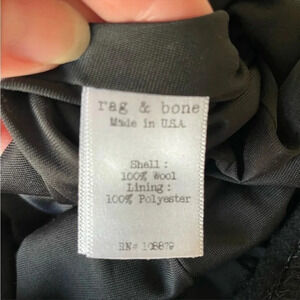 rag & bone
Made in U.S.A.
Shell :
100% Wool
Lining :
100% Polyester
RN# 108879